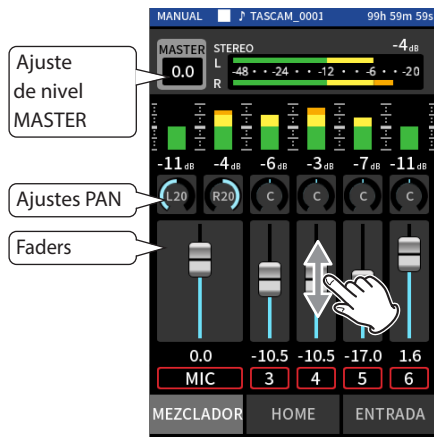 MANUAL ♪ TASCAM_0001 99h 59m 59s
Ajuste
de nivel
MASTER
MASTER
0.0
STEREO -4dB
L
-48 · · -24 · · -12 · · -6 · · -20
R
-11dB -4dB -6dB -3dB -7dB -11dB
Ajustes PAN
L20 R20 C C C C
Faders
0.0 -10.5 -10.5 -17.0 1.6
MIC 3 4 5 6
MEZCLADOR HOME ENTRADA